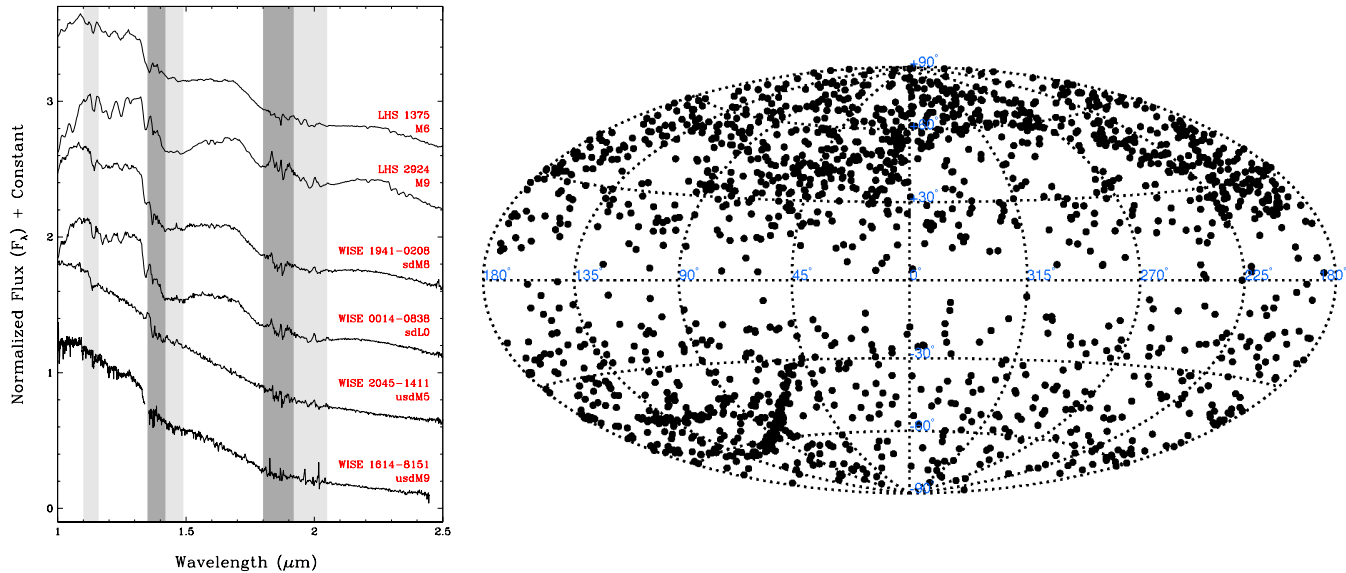 Normalized Flux (Fλ) + Constant
3
2
1
0
LHS 1375
M6
LHS 2924
M9
WISE 1941-0208
sdM8
WISE 0014-0838
sdL0
WISE 2045-1411
usdM5
WISE 1614-8151
usdM9
1
1.5
2
2.5
Wavelength (μm)
+90°
+60°
+30°
180° 135° 90° 45° 0° 315° 270° 225° 180°
-30°
-60°
-90°